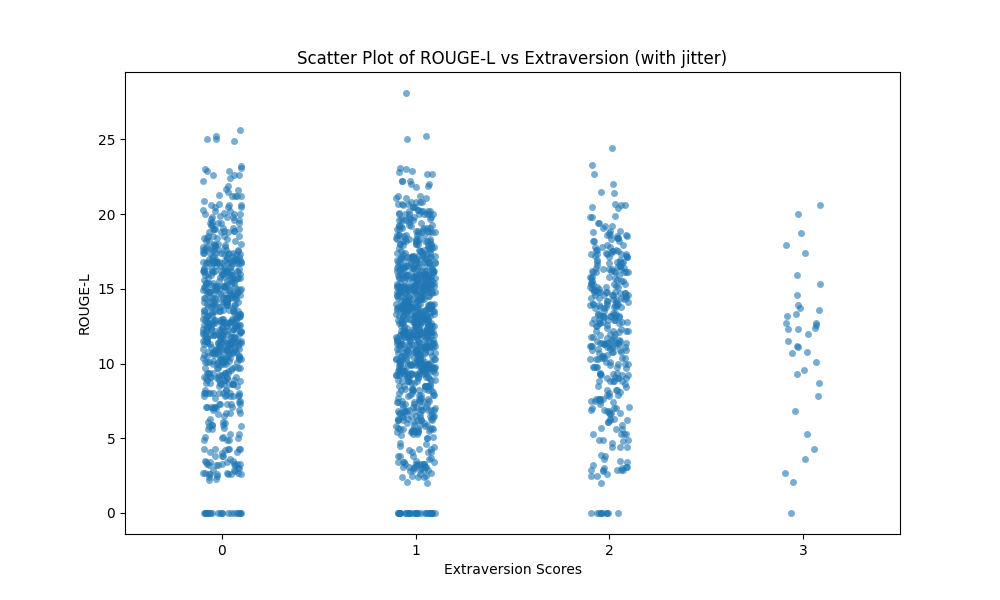 Scatter Plot of ROUGE-L vs Extraversion (with jitter)
ROUGE-L
25
20
15
10
5
0
0 1 2 3
Extraversion Scores